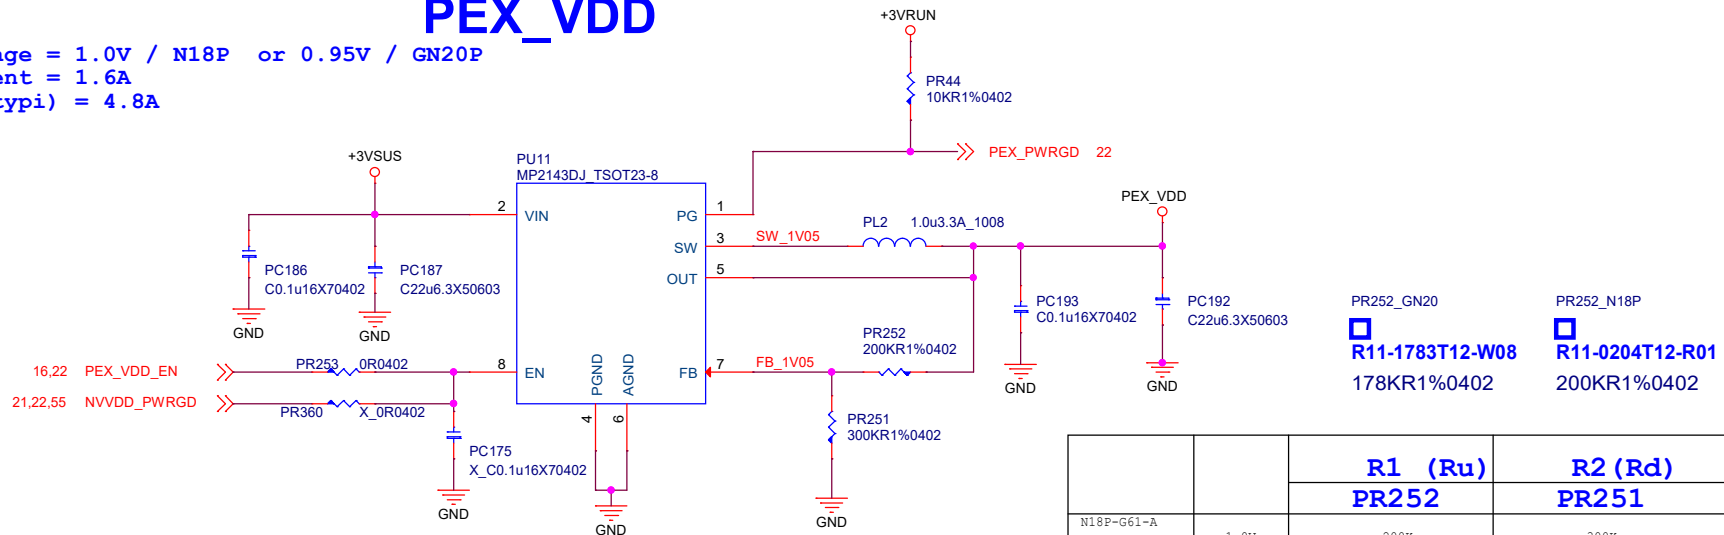 PEX_VDD
nge = 1.0V / N18P or 0.95V / GN20P
ent = 1.6A
typi) = 4.8A
+3VRUN
PR44
10KR1%0402
PEX_PWRGD 22
+3VSUS
PU11
MP2143DJ_TSOT23-8
2
VIN
PG
1
SW
3
SW_1V05
PL2 1.0u3.3A_1008
PEX_VDD
OUT
5
PC186
C0.1u16X70402
GND
PC187
C22u6.3X50603
GND
PC193
C0.1u16X70402
GND
PC192
C22u6.3X50603
GND
PR252
200KR1%0402
PR252_GN20
R11-1783T12-W08
178KR1%0402
PR252_N18P
R11-0204T12-R01
200KR1%0402
16,22 PEX_VDD_EN
PR253 0R0402
8
EN
PGND
AGND
FB
7
FB_1V05
21,22,55 NVVDD_PWRGD
PR360 X_0R0402
4
6
PR251
300KR1%0402
PC175
X_C0.1u16X70402
GND
GND
GND
R1 (Ru)
R2(Rd)
PR252
PR251
N18P-G61-A